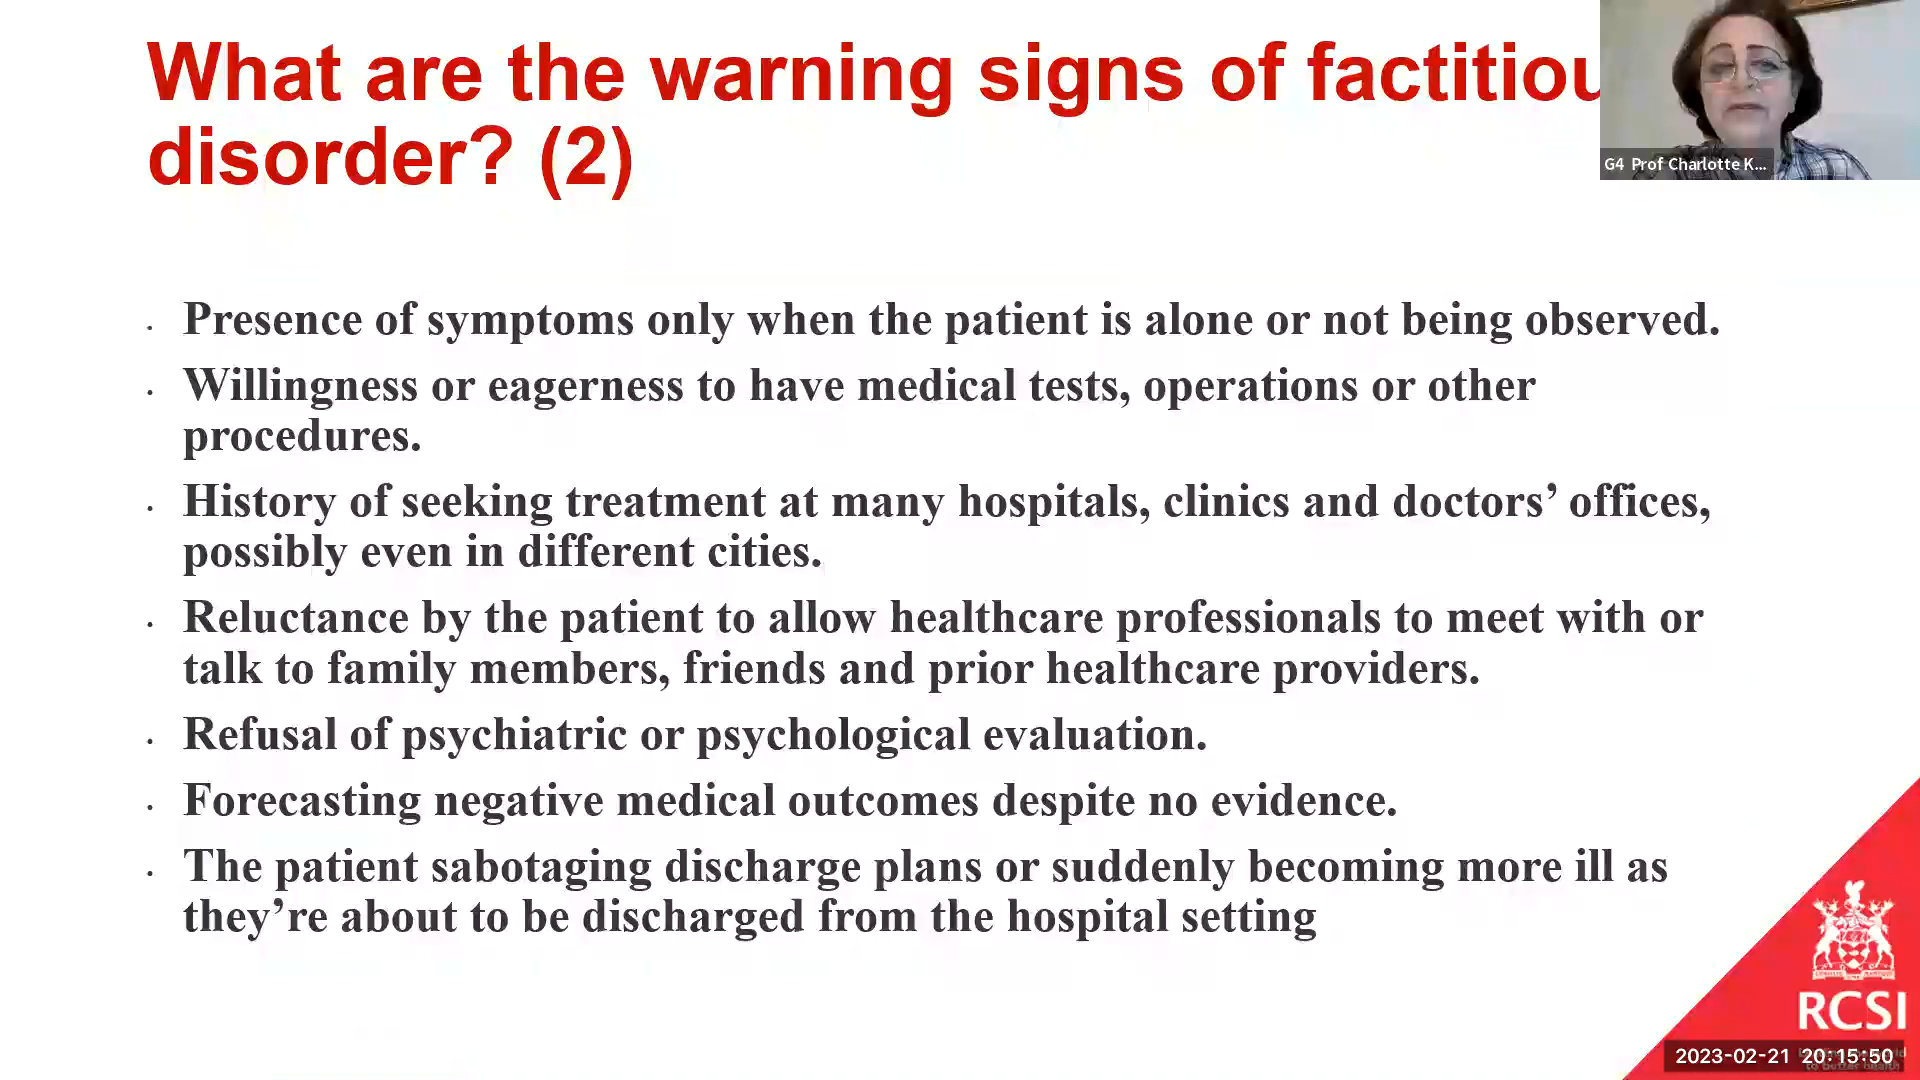 What are the warning signs of factitiou
disorder? (2)
G4 Prof Charlotte K...
• Presence of symptoms only when the patient is alone or not being observed.
• Willingness or eagerness to have medical tests, operations or other
procedures.
• History of seeking treatment at many hospitals, clinics and doctors’ offices,
possibly even in different cities.
• Reluctance by the patient to allow healthcare professionals to meet with or
talk to family members, friends and prior healthcare providers.
• Refusal of psychiatric or psychological evaluation.
• Forecasting negative medical outcomes despite no evidence.
• The patient sabotaging discharge plans or suddenly becoming more ill as
they’re about to be discharged from the hospital setting
RCSI
2023-02-21 20:15:50